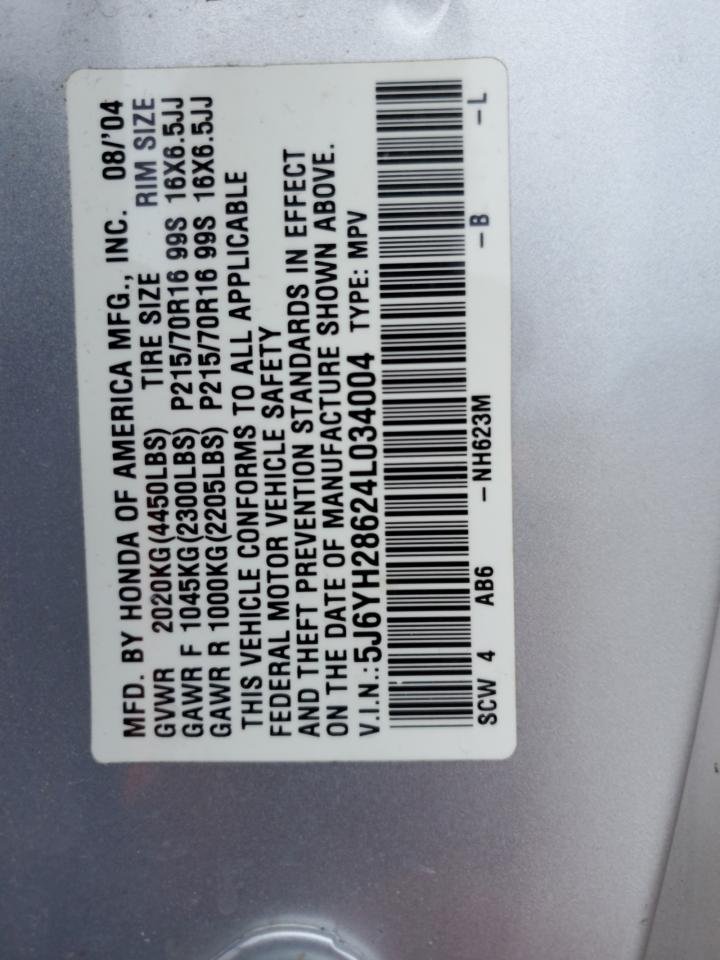 MFD. BY HONDA OF AMERICA MFG., INC. 08/'04
GVWR 2020KG(4450LBS) TIRE SIZE RIM SIZE
GAWR F 1045KG(2300LBS) P215/70R16 99S 16X6.5JJ
GAWR R 1000KG(2205LBS) P215/70R16 99S 16X6.5JJ
THIS VEHICLE CONFORMS TO ALL APPLICABLE
FEDERAL MOTOR VEHICLE SAFETY
AND THEFT PREVENTION STANDARDS IN EFFECT
ON THE DATE OF MANUFACTURE SHOWN ABOVE.
V.I.N.:5J6YH28624L034004 TYPE: MPV
SCW 4 AB6 –NH623M –B –L